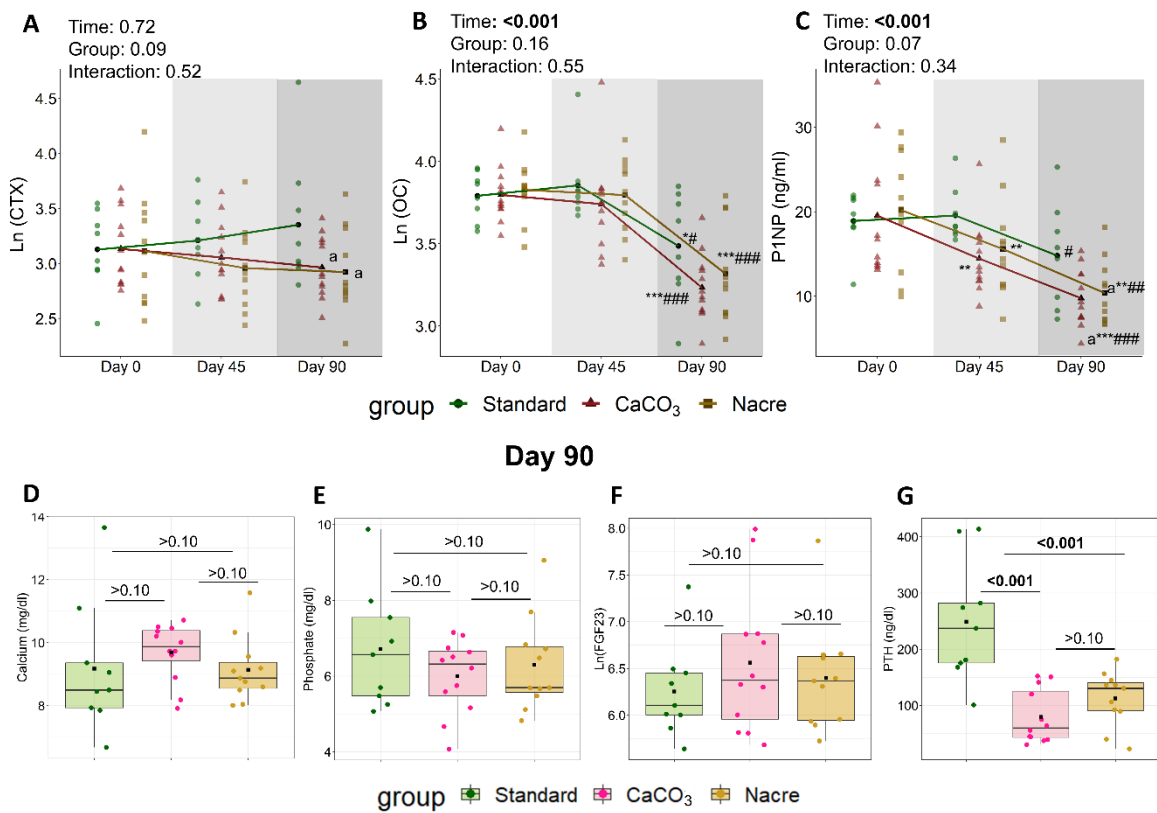 A
Time: 0.72
Group: 0.09
Interaction: 0.52
Ln (CTX)
4.5
4.0
3.5
3.0
2.5
a
a
Day 0 Day 45 Day 90
B
Time: <0.001
Group: 0.16
Interaction: 0.55
Ln (OC)
4.5
4.0
3.5
3.0
*#
***###
***###
Day 0 Day 45 Day 90
C
Time: <0.001
Group: 0.07
Interaction: 0.34
P1NP (ng/ml)
30
20
10
**
**
#
a**##
a***###
Day 0 Day 45 Day 90
group Standard CaCO₃ Nacre
Day 90
D
Calcium (mg/dl)
14
12
10
8
>0.10
>0.10
>0.10
E
Phosphate (mg/dl)
10
8
6
4
>0.10
>0.10
>0.10
F
Ln(FGF23)
8.0
7.5
7.0
6.5
6.0
>0.10
>0.10
>0.10
G
PTH (ng/dl)
400
300
200
100
<0.001
<0.001
>0.10
group Standard CaCO₃ Nacre